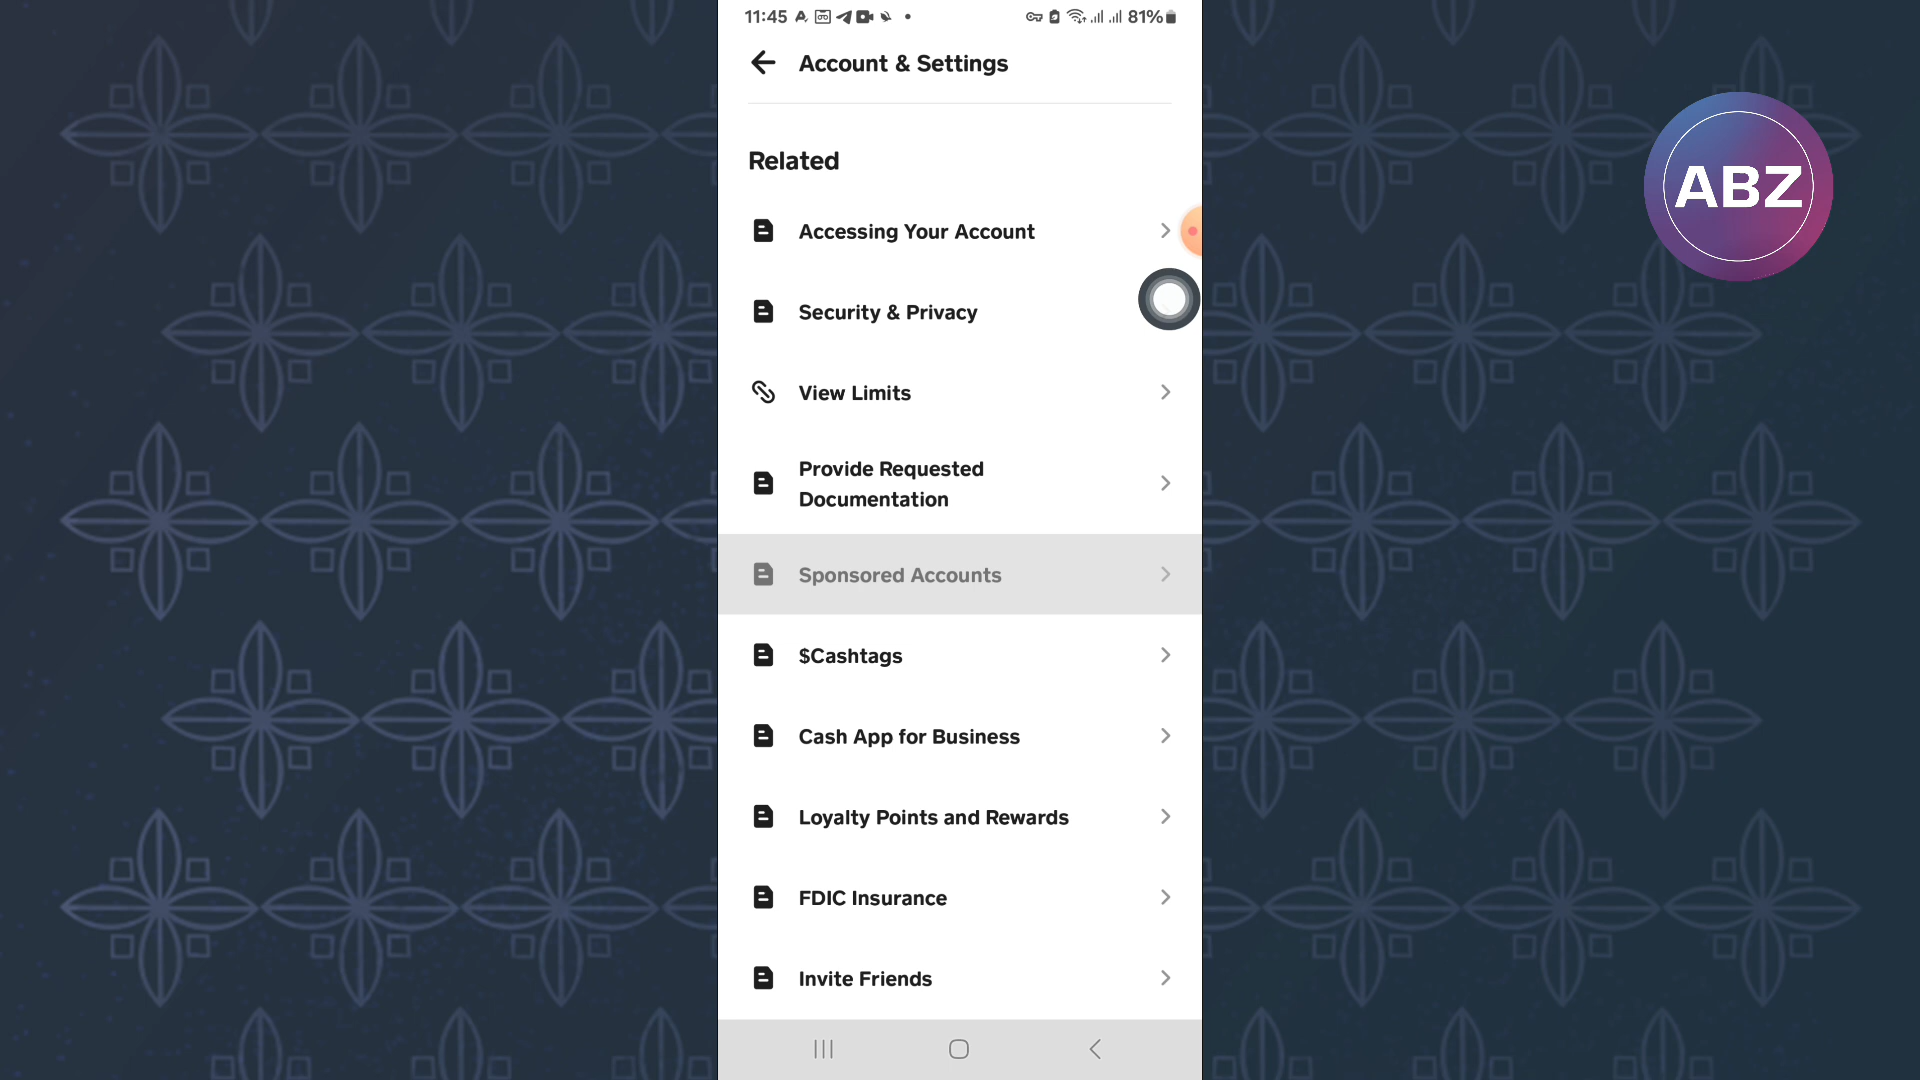 11:45
81%
Account & Settings
Related
Accessing Your Account
Security & Privacy
View Limits
Provide Requested
Documentation
Sponsored Accounts
$Cashtags
Cash App for Business
Loyalty Points and Rewards
FDIC Insurance
Invite Friends
ABZ